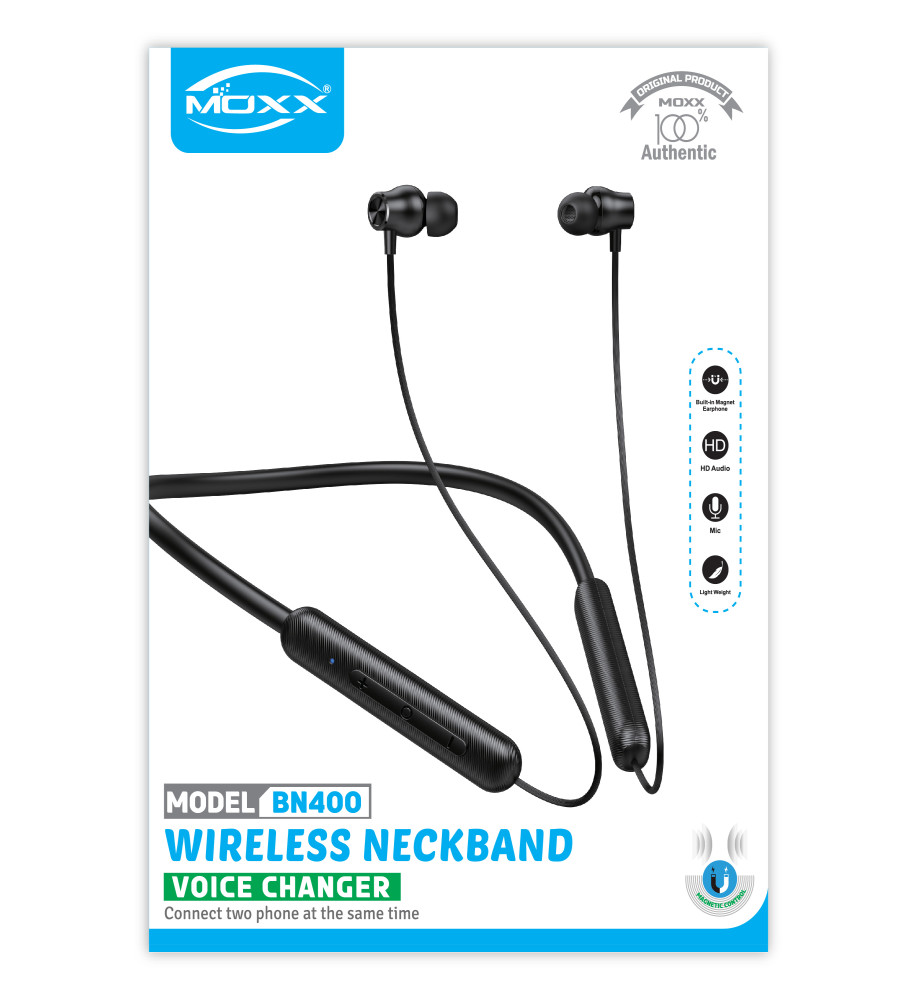 MOXX®
ORIGINAL PRODUCT
MOXX
100%
Authentic
Built-in Magnet
Earphone
HD
HD Audio
Mic
Light Weight
MODEL BN400
WIRELESS NECKBAND
VOICE CHANGER
Connect two phone at the same time
MAGNETIC CONTROL